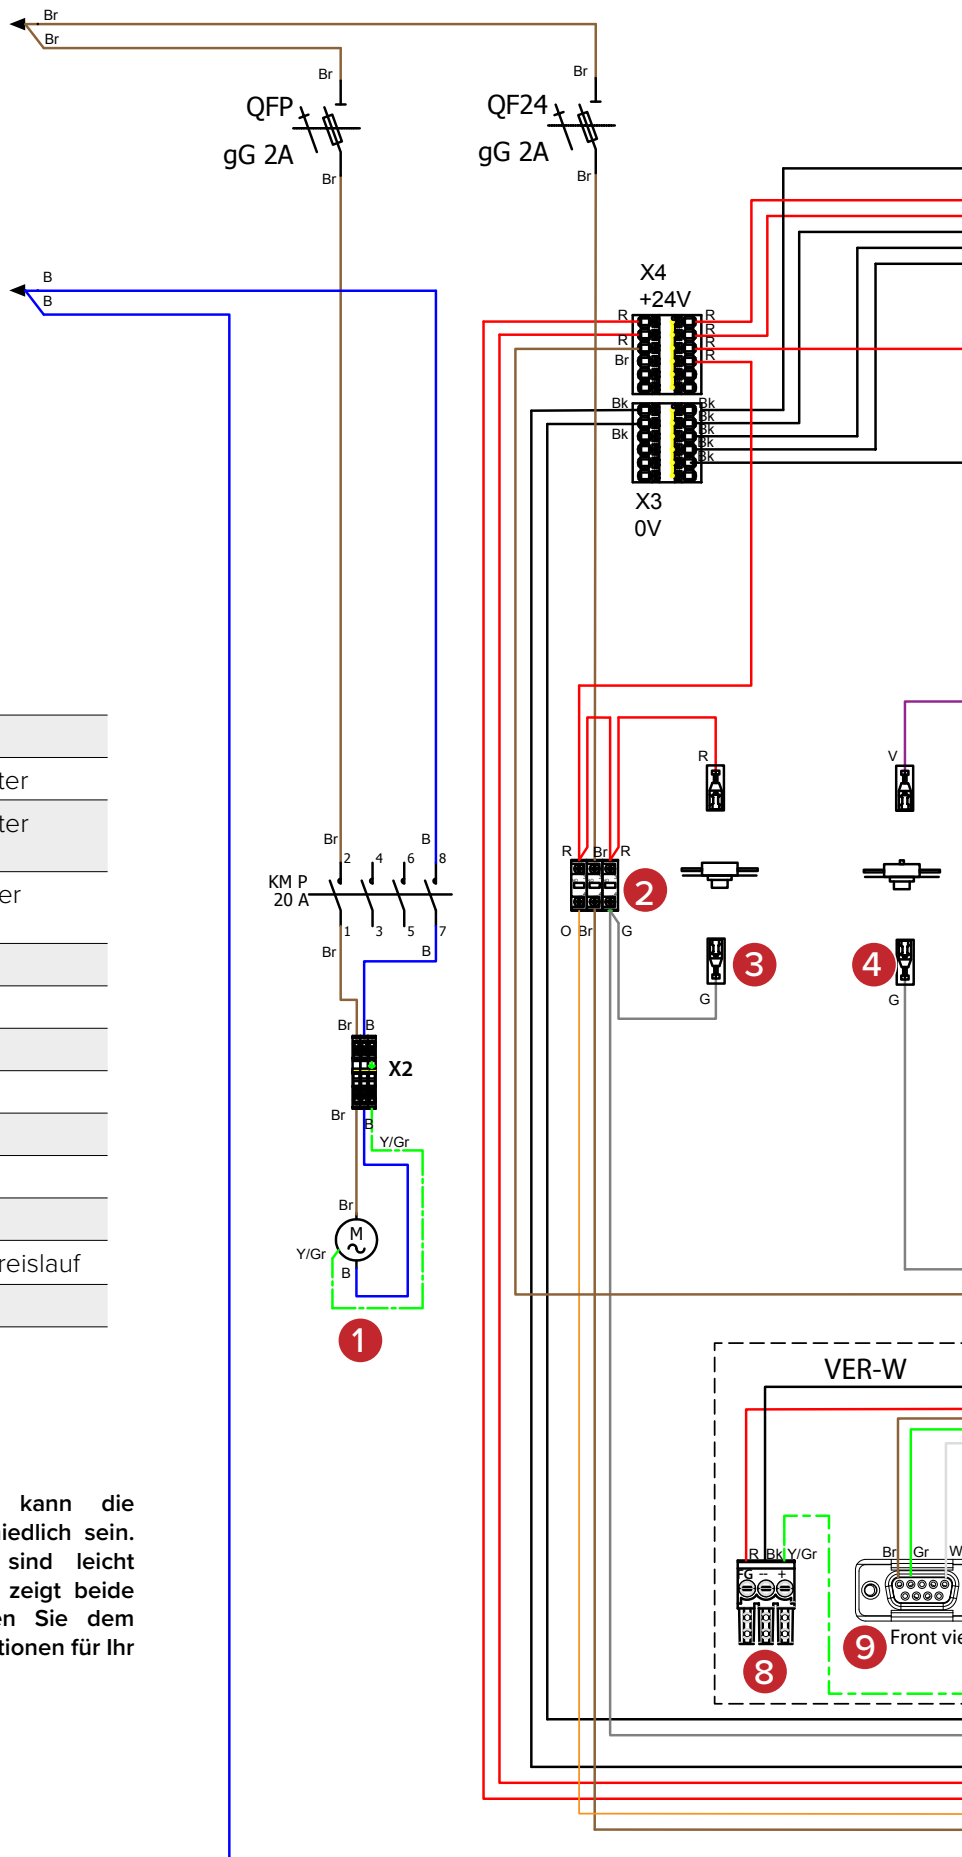 Br
Br
Br
Br
QFP
QF24
gG 2A
gG 2A
Br
Br
B
B
X4
+24V
R
R
Br
R
R
R
R
Bk
Bk
Bk
Bk
Bk
Bk
Bk
X3
0V
ter
ter
er
reislauf
R
V
Br
2
4
6
B
8
KM P
20 A
1
3
5
7
Br
B
R
Br
R
2
O
Br
G
3
4
G
G
Br
B
X2
Br
B
Y/Gr
Br
M
Y/Gr
B
1
VER-W
kann die
niedlich sein.
sind leicht
zeigt beide
en Sie dem
tionen für Ihr
R
Bk
Y/Gr
G
--
+
8
Br
Gr
W
9
Front vie